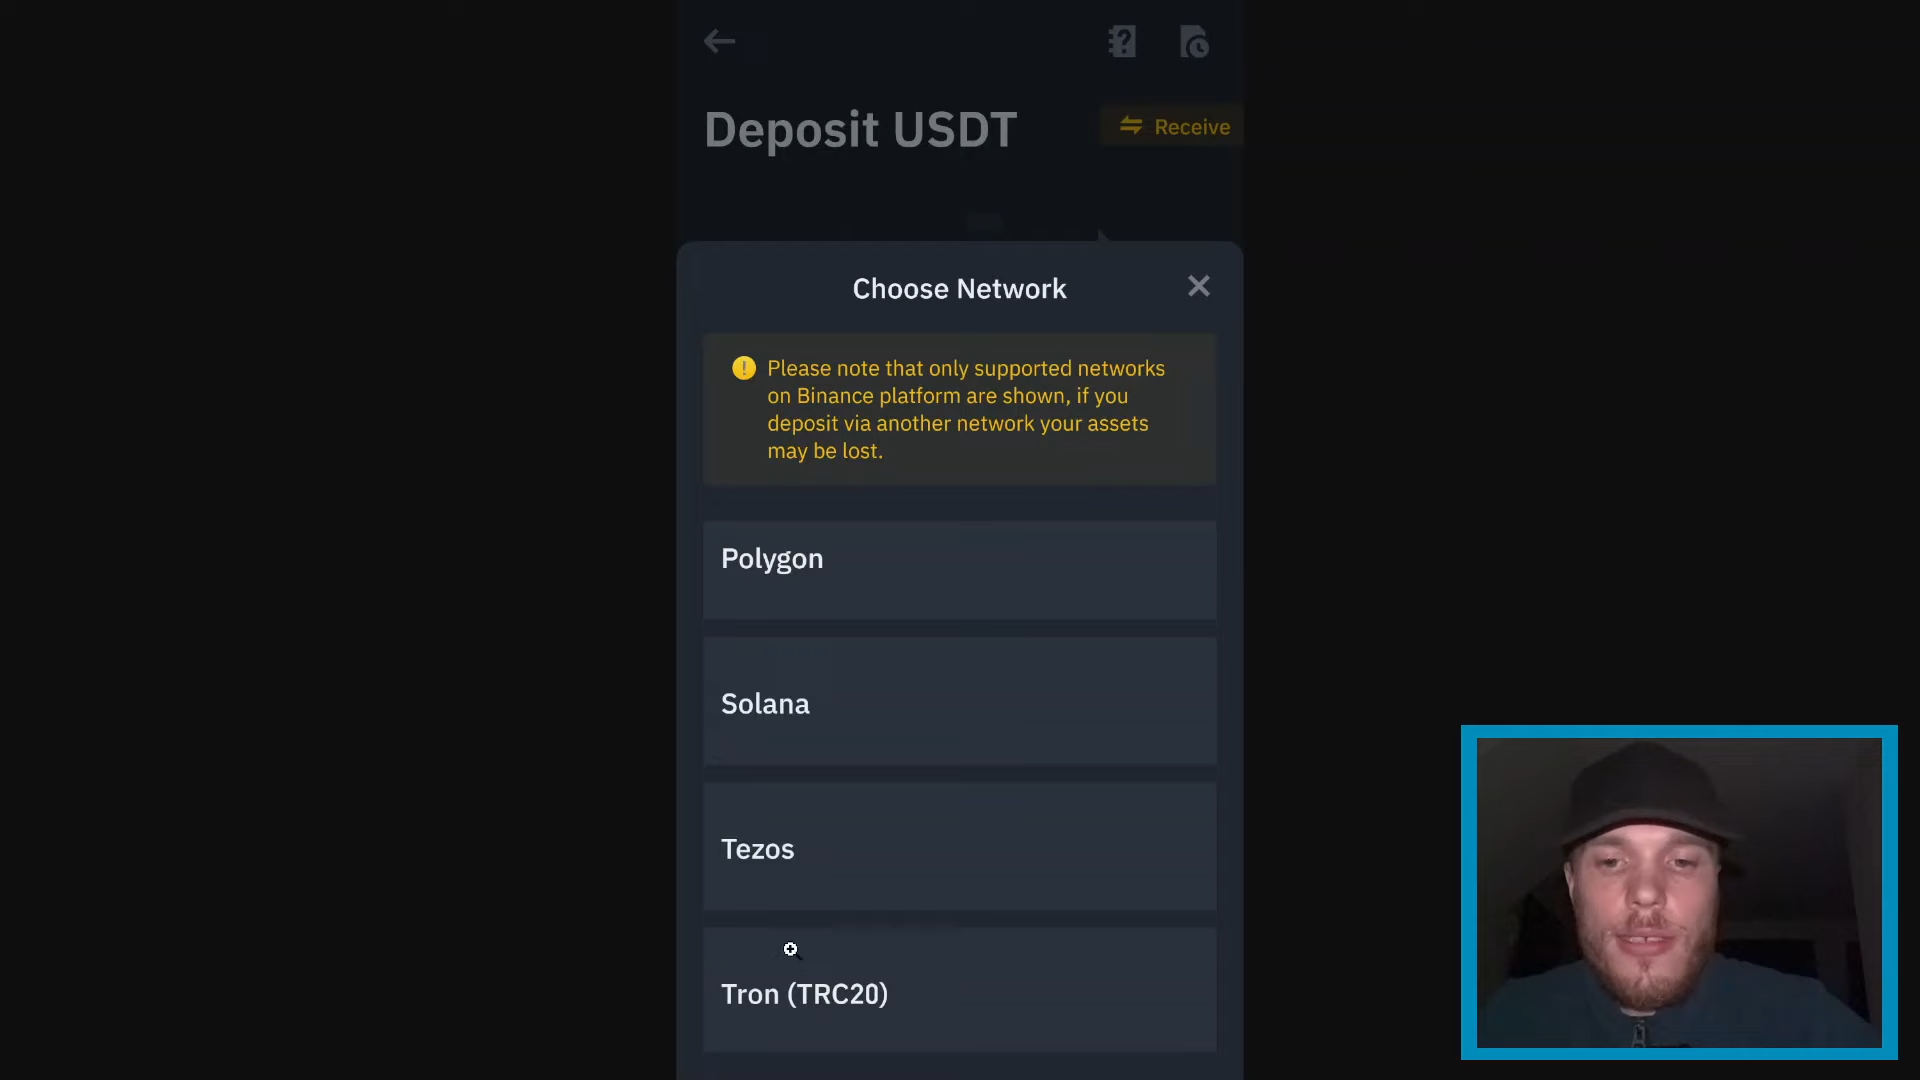 Deposit USDT
Receive
Choose Network
Please note that only supported networks
on Binance platform are shown, if you
deposit via another network your assets
may be lost.
Polygon
Solana
Tezos
Tron (TRC20)